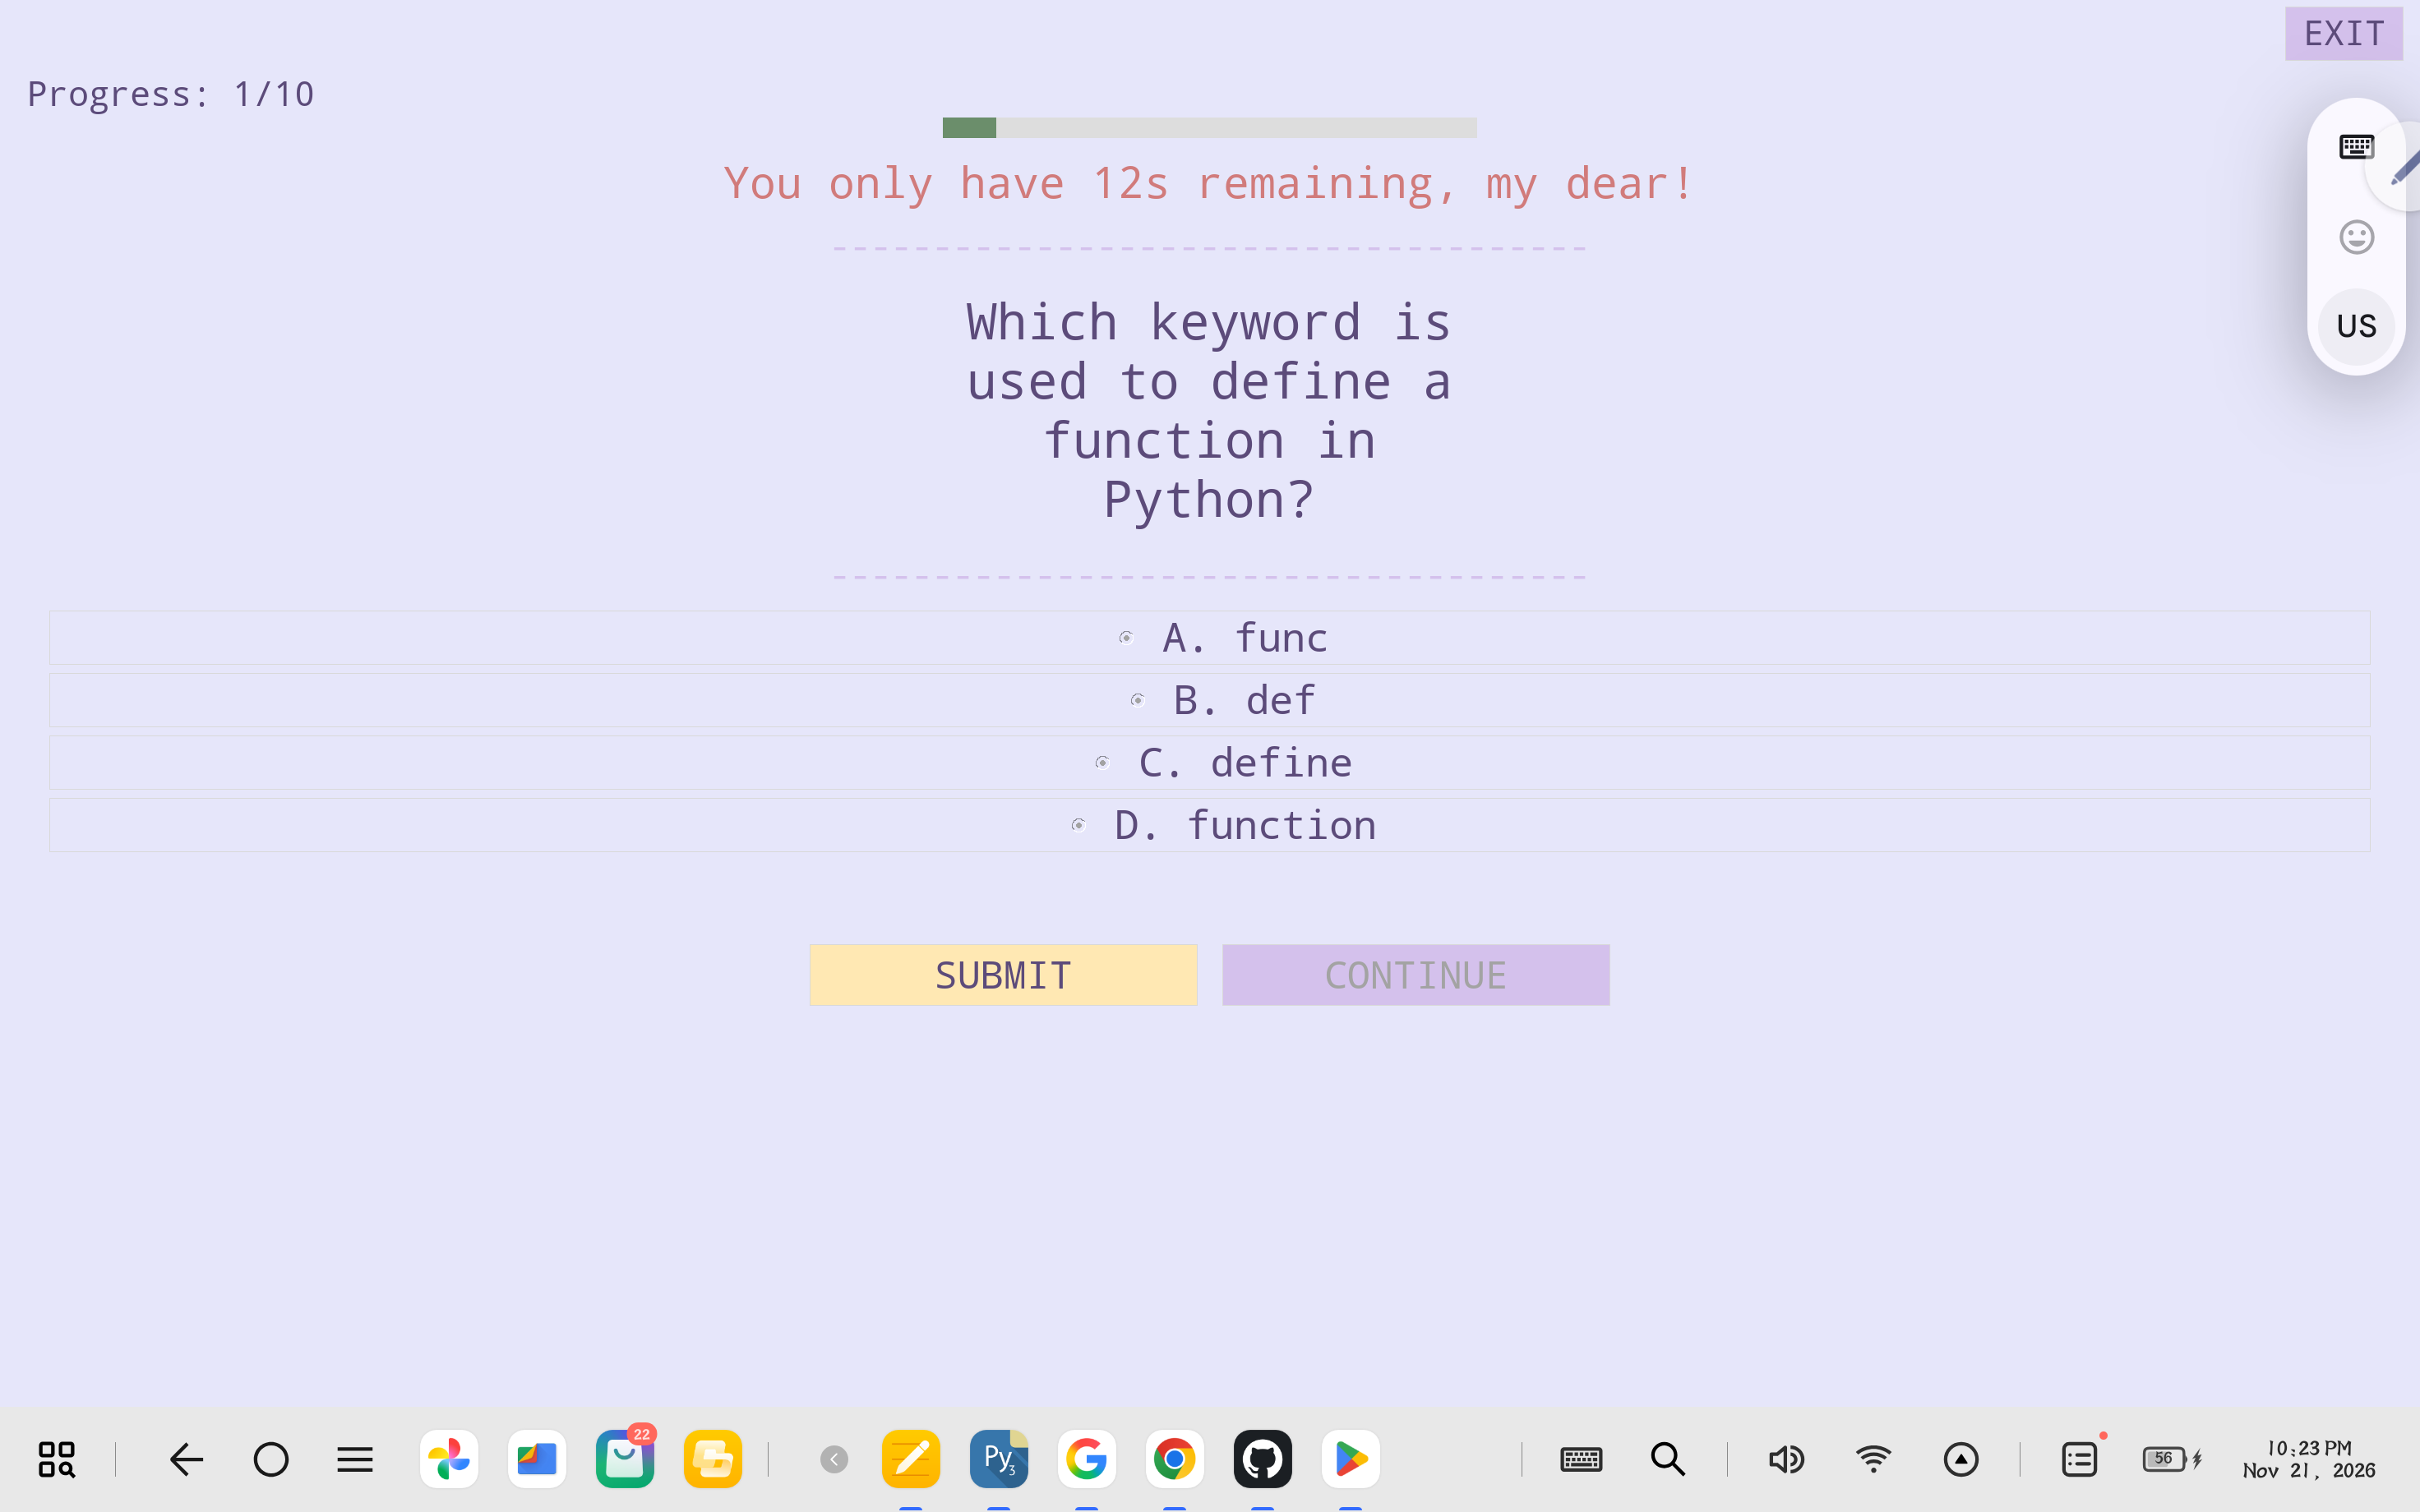 EXIT
Progress: 1/10
You only have 12s remaining, my dear!
------------------------------------
Which keyword is
used to define a
function in
Python?
------------------------------------
US
A. func
B. def
C. define
D. function
SUBMIT
CONTINUE
22
Py3
56
10:23 PM
Nov 21, 2026